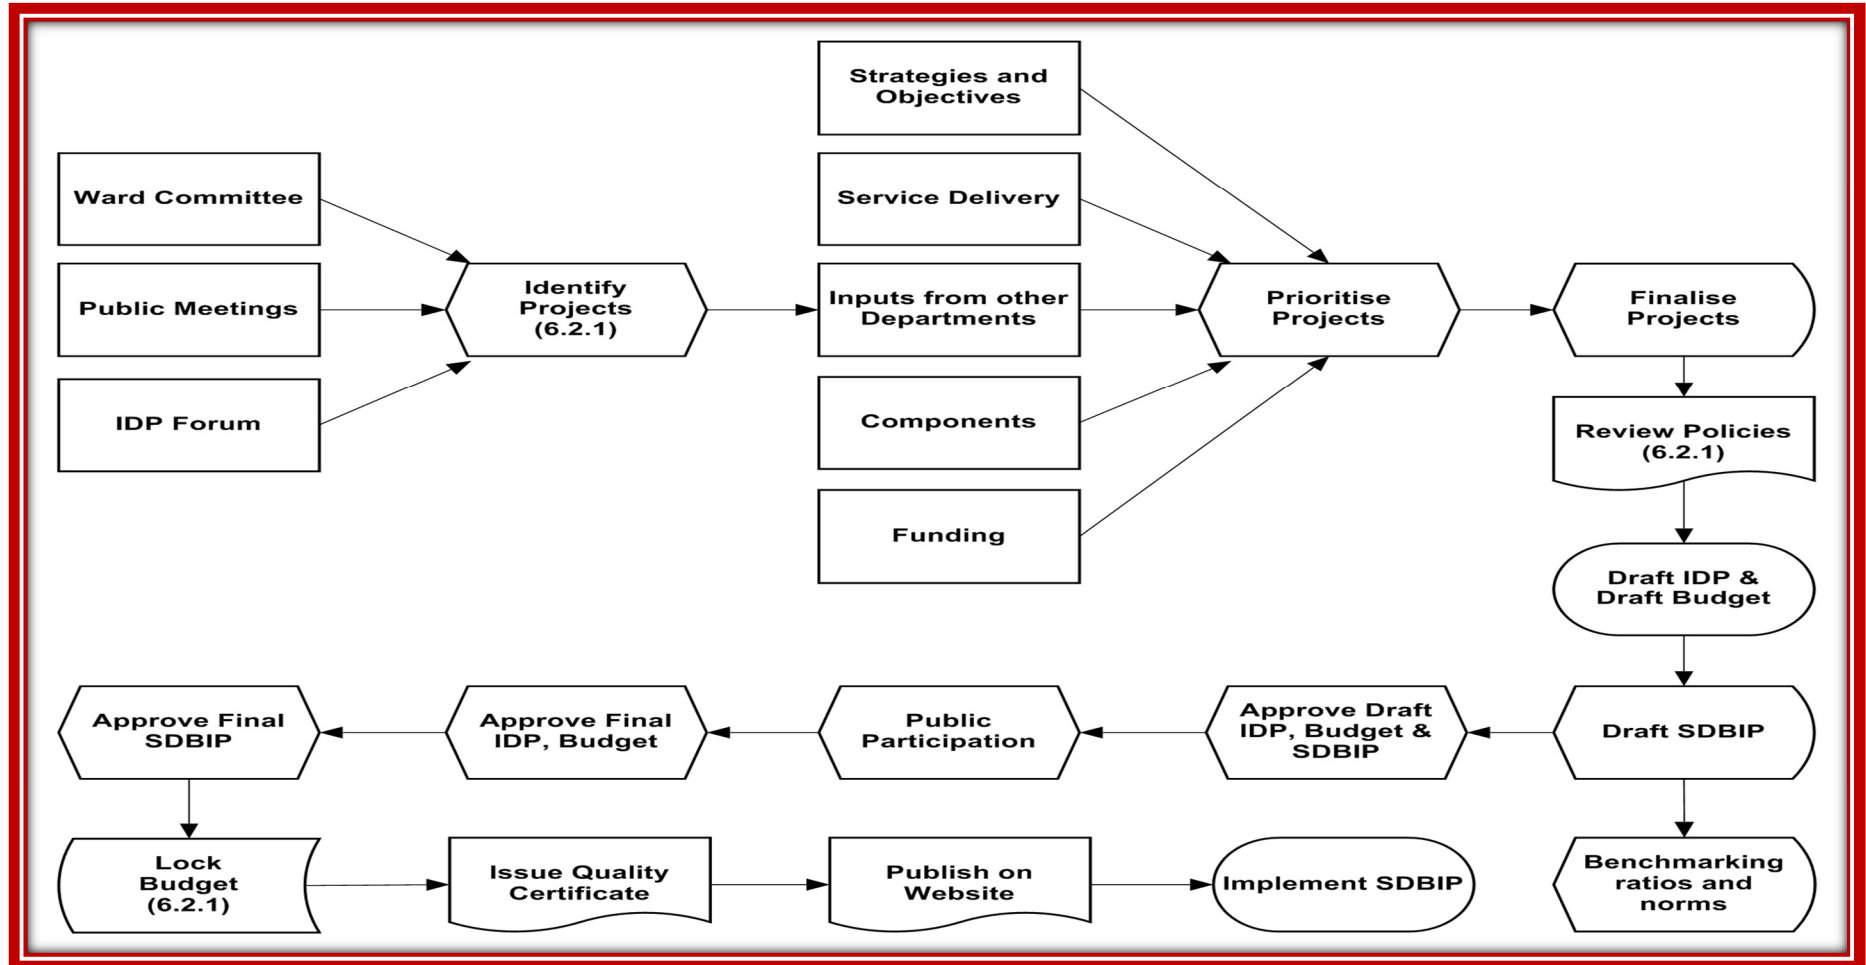 Strategies and
Objectives
Ward Committee
Service Delivery
Public Meetings
Identify
Projects
(6.2.1)
Inputs from other
Departments
Prioritise
Projects
Finalise
Projects
IDP Forum
Components
Review Policies
(6.2.1)
Funding
Draft IDP &
Draft Budget
Approve Final
SDBIP
Approve Final
IDP, Budget
Public
Participation
Approve Draft
IDP, Budget &
SDBIP
Draft SDBIP
Lock
Budget
(6.2.1)
Issue Quality
Certificate
Publish on
Website
Implement SDBIP
Benchmarking
ratios and
norms